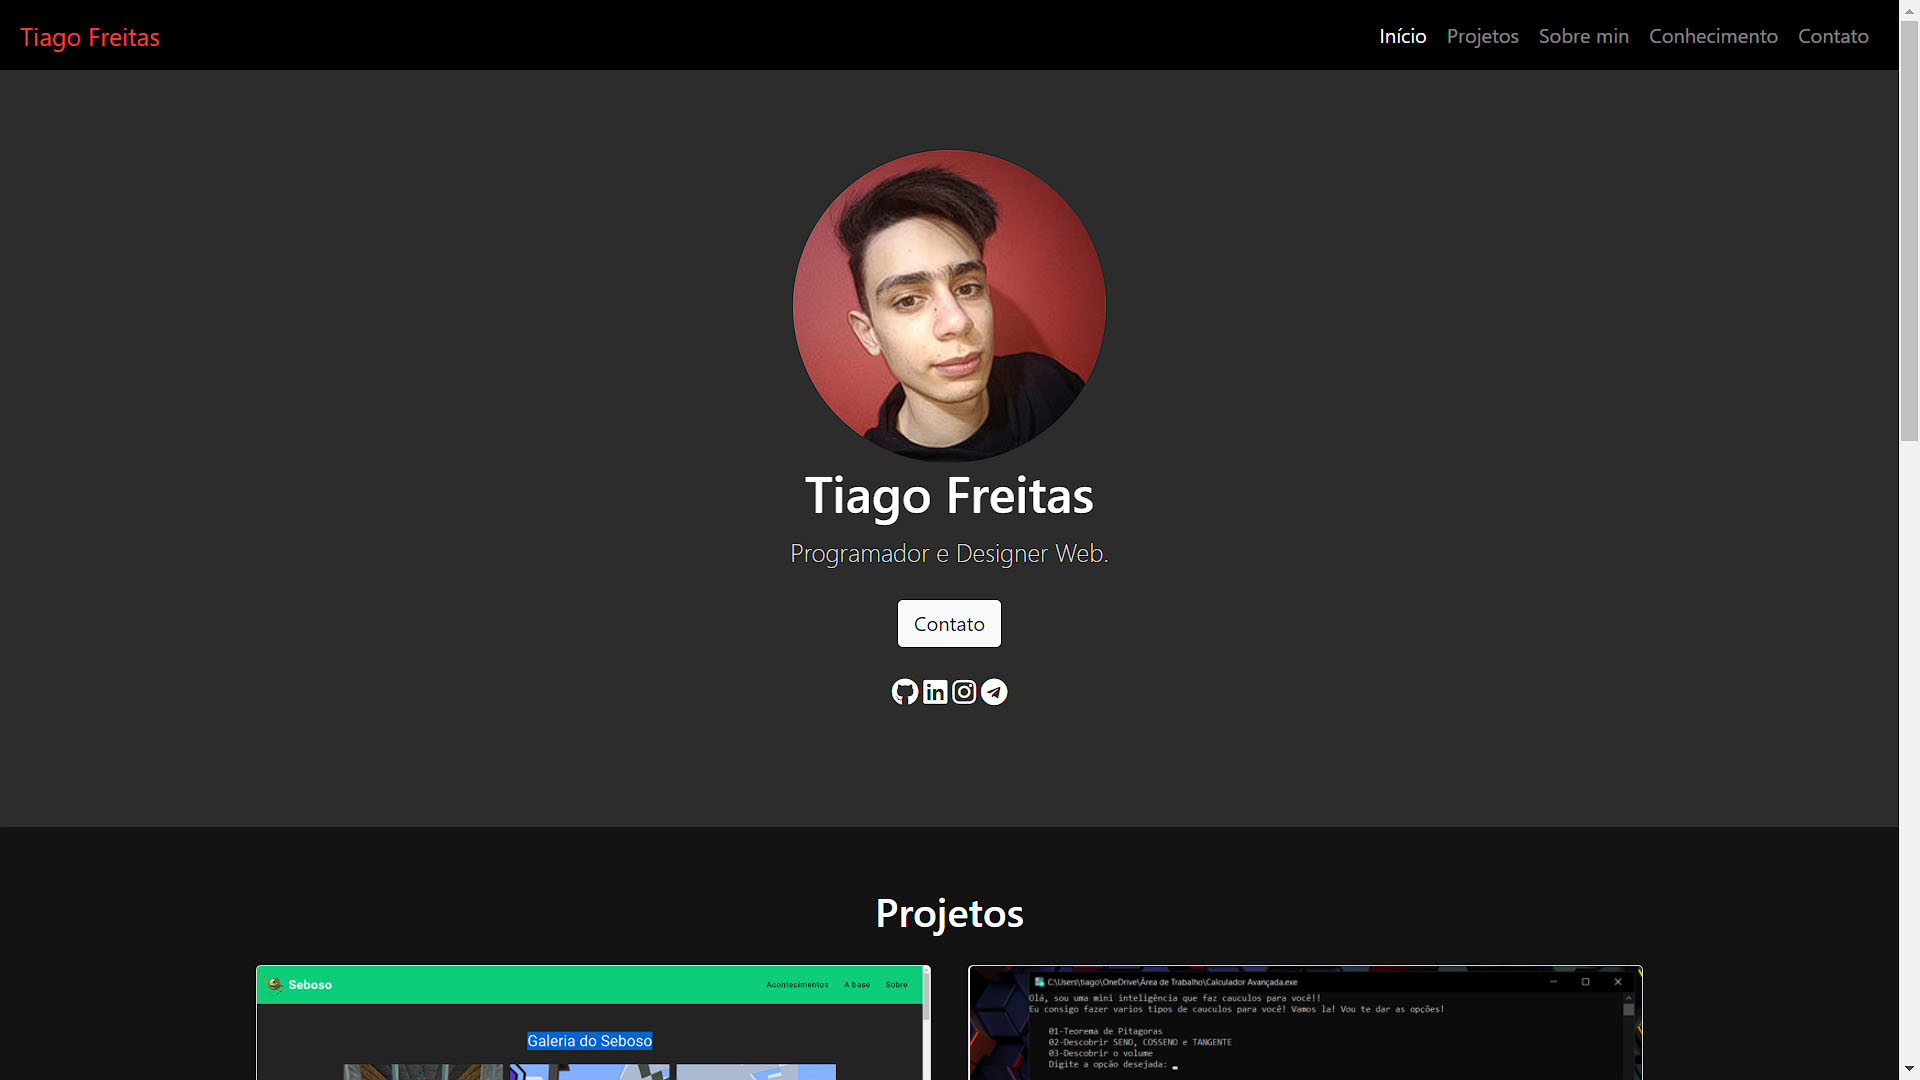 Tiago Freitas
Início Projetos Sobre min Conhecimento Contato
Tiago Freitas
Programador e Designer Web.
Contato
Projetos
Seboso
Acontecimentos A base Sobre
Galeria do Seboso
C:\Users\tiago\OneDrive\Área de Trabalho\Calculador Avançada.exe
Olá, sou uma mini inteligência que faz cauculos para você!!
Eu consigo fazer varios tipos de cauculos para você! Vamos la! Vou te dar as opções!
01-Teorema de Pitagoras
02-Descobrir SENO, COSSENO e TANGENTE
03-Descobrir o volume
Digite a opção desejada: